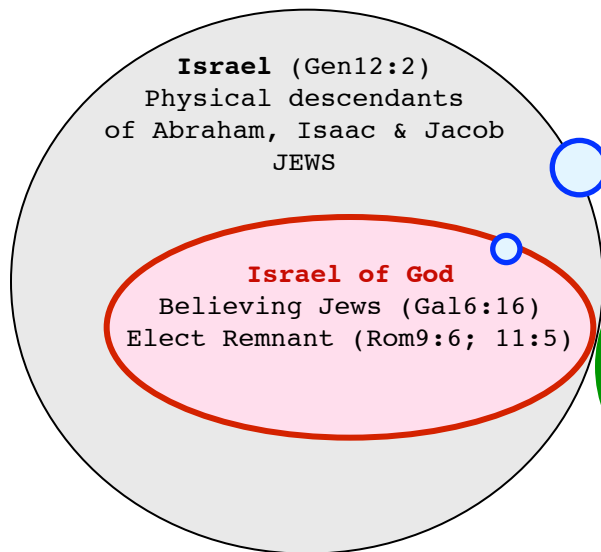 Israel (Gen12:2)
Physical descendants
of Abraham, Isaac & Jacob
JEWS
Israel of God
Believing Jews (Gal6:16)
Elect Remnant (Rom9:6; 11:5)